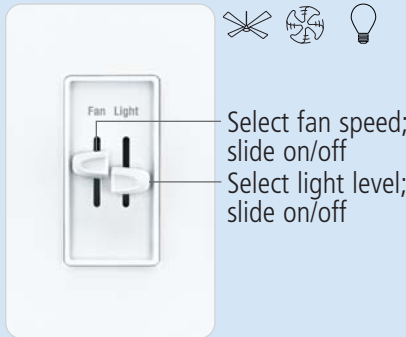 Fan Light
Select fan speed;
slide on/off
Select light level;
slide on/off